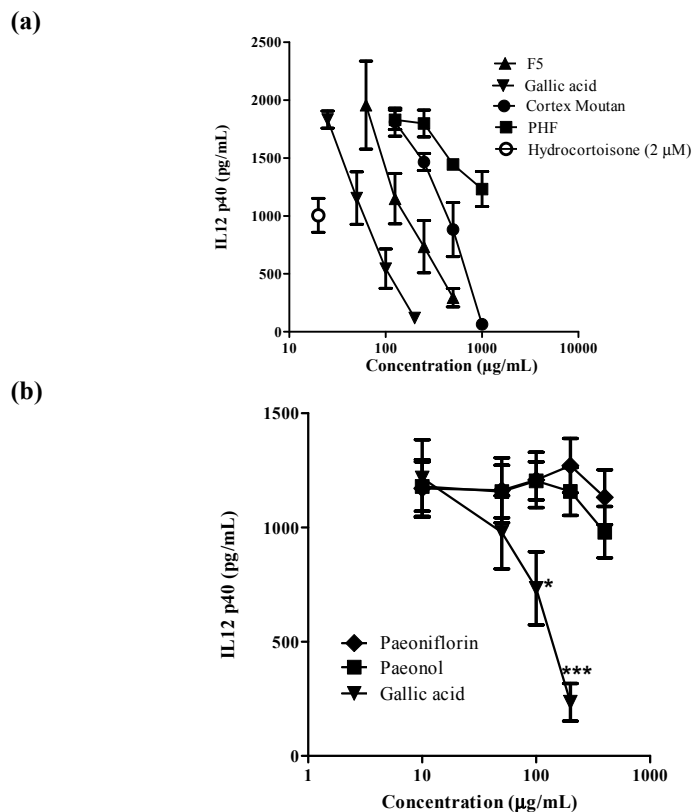 (a)
2500
2000
1500
1000
500
0
IL12 p40 (pg/mL)
F5
Gallic acid
Cortex Moutan
PHF
Hydrocortoisone (2 μM)
10
100
1000
10000
Concentration (μg/mL)
(b)
1500
1000
500
0
IL12 p40 (pg/mL)
*
***
Paeoniflorin
Paeonol
Gallic acid
1
10
100
1000
Concentration (μg/mL)